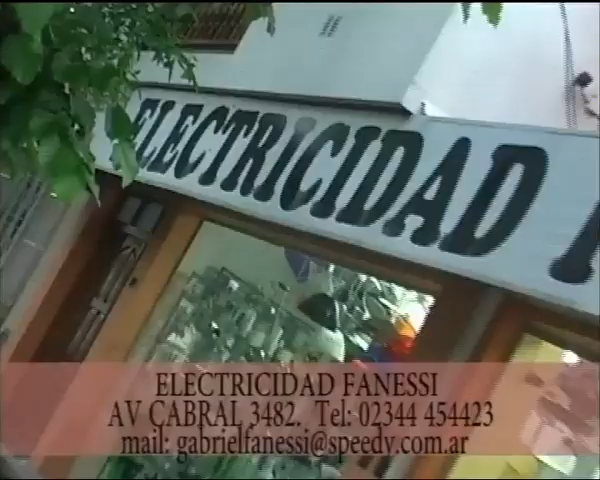 ELECTRICIDAD
ELECTRICIDAD FANESSI
AV CABRAL 3482. Tel: 02344 454423
mail: gabrielfanessi@speedy.com.ar